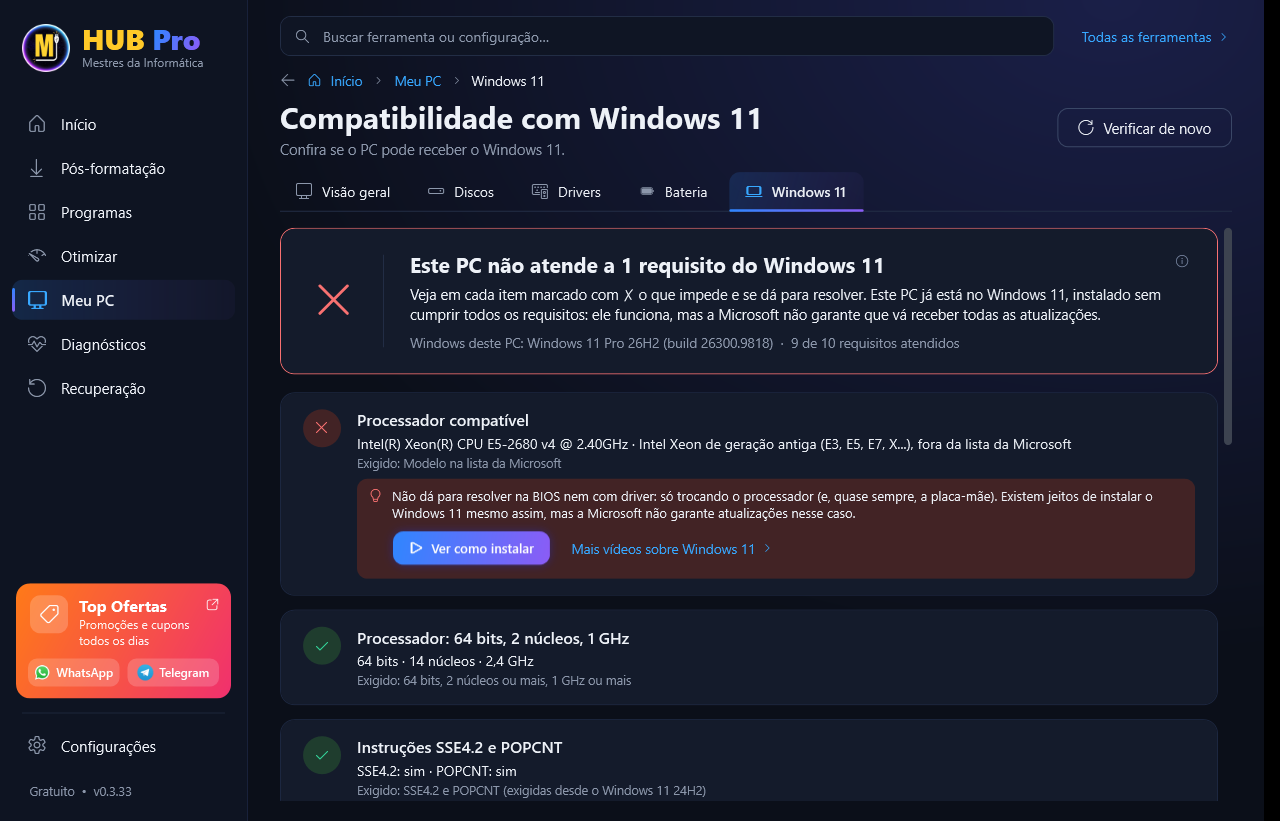 M
HUB Pro
Mestres da Informática
Início
Pós-formatação
Programas
Otimizar
Meu PC
Diagnósticos
Recuperação
Top Ofertas
Promoções e cupons
todos os dias
WhatsApp
Telegram
Configurações
Gratuito • v0.3.33
Buscar ferramenta ou configuração...
Todas as ferramentas
Início
Meu PC
Windows 11
Compatibilidade com Windows 11
Confira se o PC pode receber o Windows 11.
Verificar de novo
Visão geral
Discos
Drivers
Bateria
Windows 11
Este PC não atende a 1 requisito do Windows 11
Veja em cada item marcado com X o que impede e se dá para resolver. Este PC já está no Windows 11, instalado sem
cumprir todos os requisitos: ele funciona, mas a Microsoft não garante que vá receber todas as atualizações.
Windows deste PC: Windows 11 Pro 26H2 (build 26300.9818) · 9 de 10 requisitos atendidos
Processador compatível
Intel(R) Xeon(R) CPU E5-2680 v4 @ 2.40GHz · Intel Xeon de geração antiga (E3, E5, E7, X...), fora da lista da Microsoft
Exigido: Modelo na lista da Microsoft
Não dá para resolver na BIOS nem com driver: só trocando o processador (e, quase sempre, a placa-mãe). Existem jeitos de instalar o
Windows 11 mesmo assim, mas a Microsoft não garante atualizações nesse caso.
Ver como instalar
Mais vídeos sobre Windows 11
Processador: 64 bits, 2 núcleos, 1 GHz
64 bits · 14 núcleos · 2,4 GHz
Exigido: 64 bits, 2 núcleos ou mais, 1 GHz ou mais
Instruções SSE4.2 e POPCNT
SSE4.2: sim · POPCNT: sim
Exigido: SSE4.2 e POPCNT (exigidas desde o Windows 11 24H2)